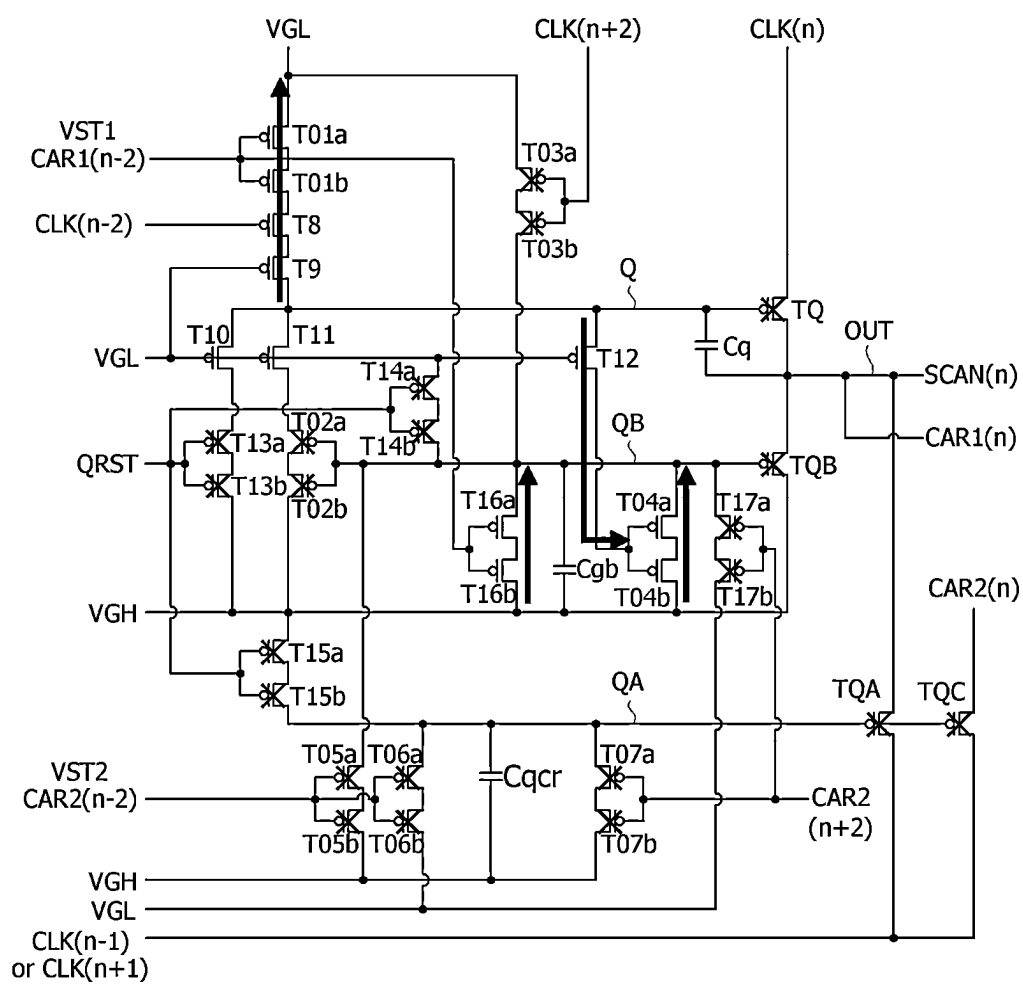 VGL
CLK(n+2)
CLK(n)
VST1
CAR1(n-2)
T01a
T03a
T01b
CLK(n-2)
T8
T03b
T9
Q
TQ
T10
T11
OUT
VGL
T12
Cq
SCAN(n)
T14a
T02a
T13a
T14b
QB
CAR1(n)
QRST
TQB
T13b
T02b
T16a
T04a
T17a
Cgb
T16b
T04b
T17b
CAR2(n)
VGH
T15a
T15b
QA
TQA
TQC
T05a
T06a
T07a
VST2
CAR2(n-2)
Cqcr
CAR2
(n+2)
T05b
T06b
T07b
VGH
VGL
CLK(n-1)
or CLK(n+1)